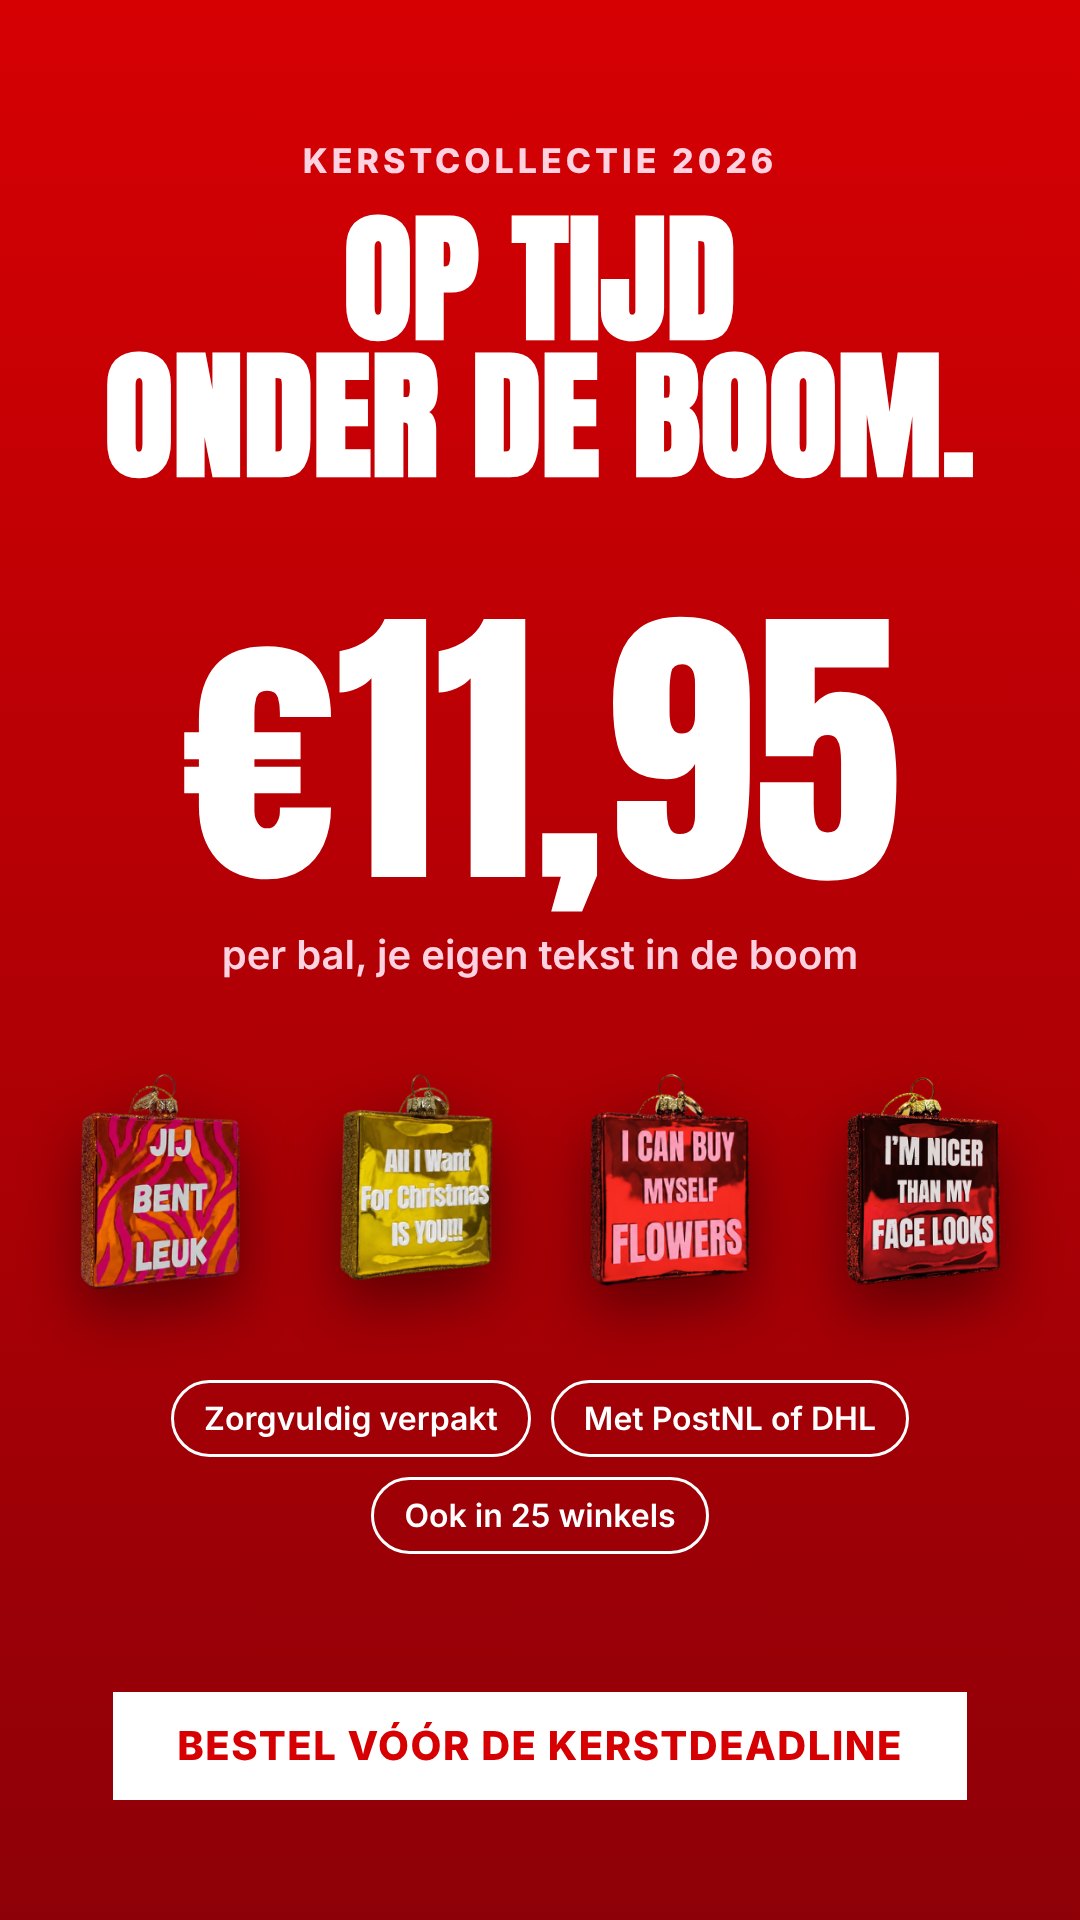 KERSTCOLLECTIE 2026
OP TIJD
ONDER DE BOOM.
€11,95
per bal, je eigen tekst in de boom
JIJ
BENT
LEUK
All I Want
For Christmas
IS YOU!!!
I CAN BUY
MYSELF
FLOWERS
I'M NICER
THAN MY
FACE LOOKS
Zorgvuldig verpakt
Met PostNL of DHL
Ook in 25 winkels
BESTEL VÓÓR DE KERSTDEADLINE